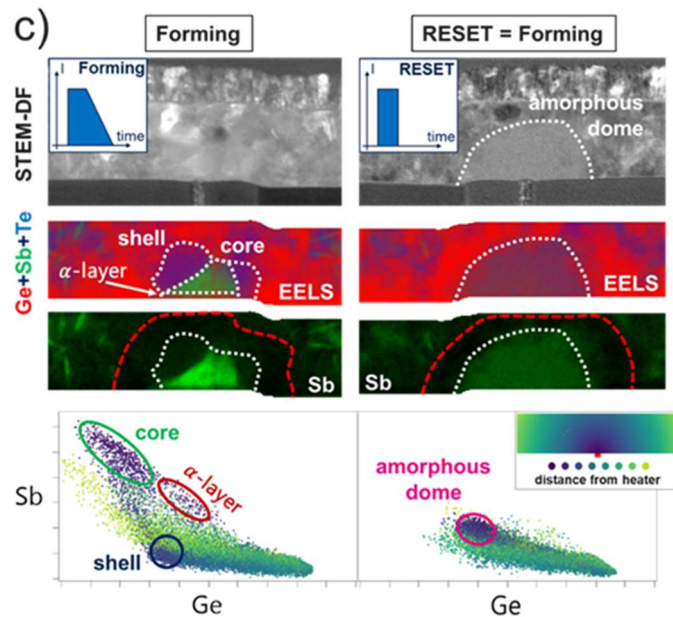 c)
Forming
RESET = Forming
STEM-DF
I
Forming
time
I
RESET
time
amorphous
dome
Ge+Sb+Te
shell
core
α-layer
EELS
EELS
Sb
Sb
core
α-layer
shell
Sb
Ge
amorphous
dome
distance from heater
Ge